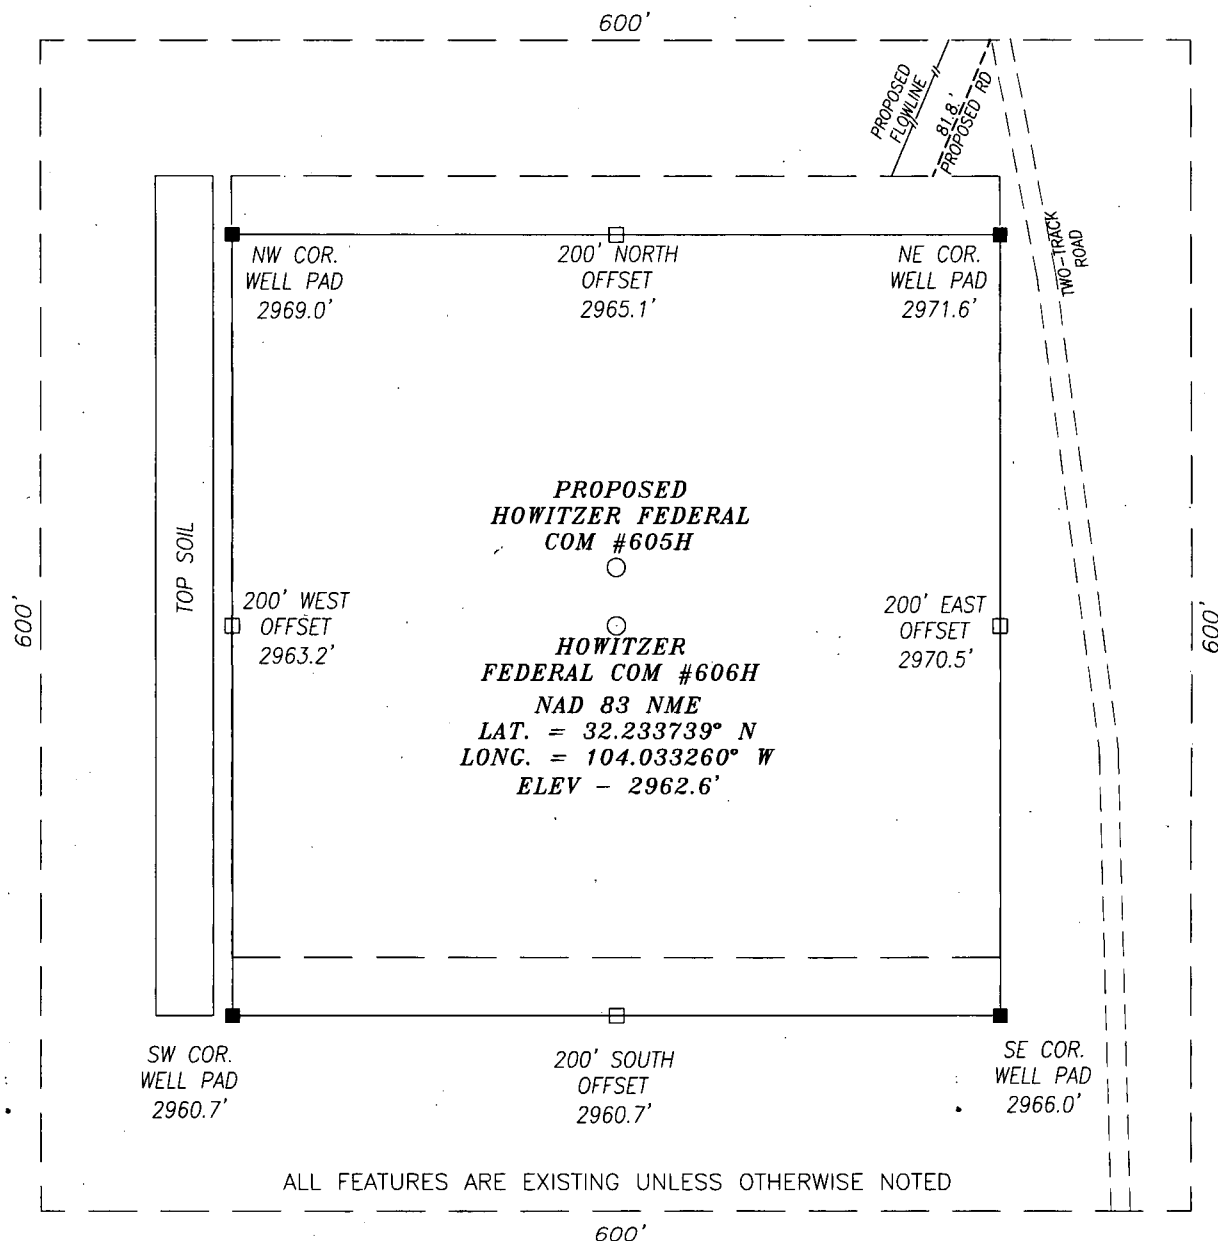 600'
PROPOSED
FLOWLINE
81.8.'
PROPOSED RD
TWO-TRACK
ROAD
NW COR.
WELL PAD
2969.0'
200' NORTH
OFFSET
2965.1'
NE COR.
WELL PAD
2971.6'
PROPOSED
HOWITZER FEDERAL
COM #605H
TOP SOIL
600'
200' WEST
OFFSET
2963.2'
200' EAST
OFFSET
2970.5'
600'
HOWITZER
FEDERAL COM #606H
NAD 83 NME
LAT. = 32.233739° N
LONG. = 104.033260° W
ELEV - 2962.6'
SW COR.
WELL PAD
2960.7'
200' SOUTH
OFFSET
2960.7'
SE COR.
WELL PAD
2966.0'
ALL FEATURES ARE EXISTING UNLESS OTHERWISE NOTED
600'